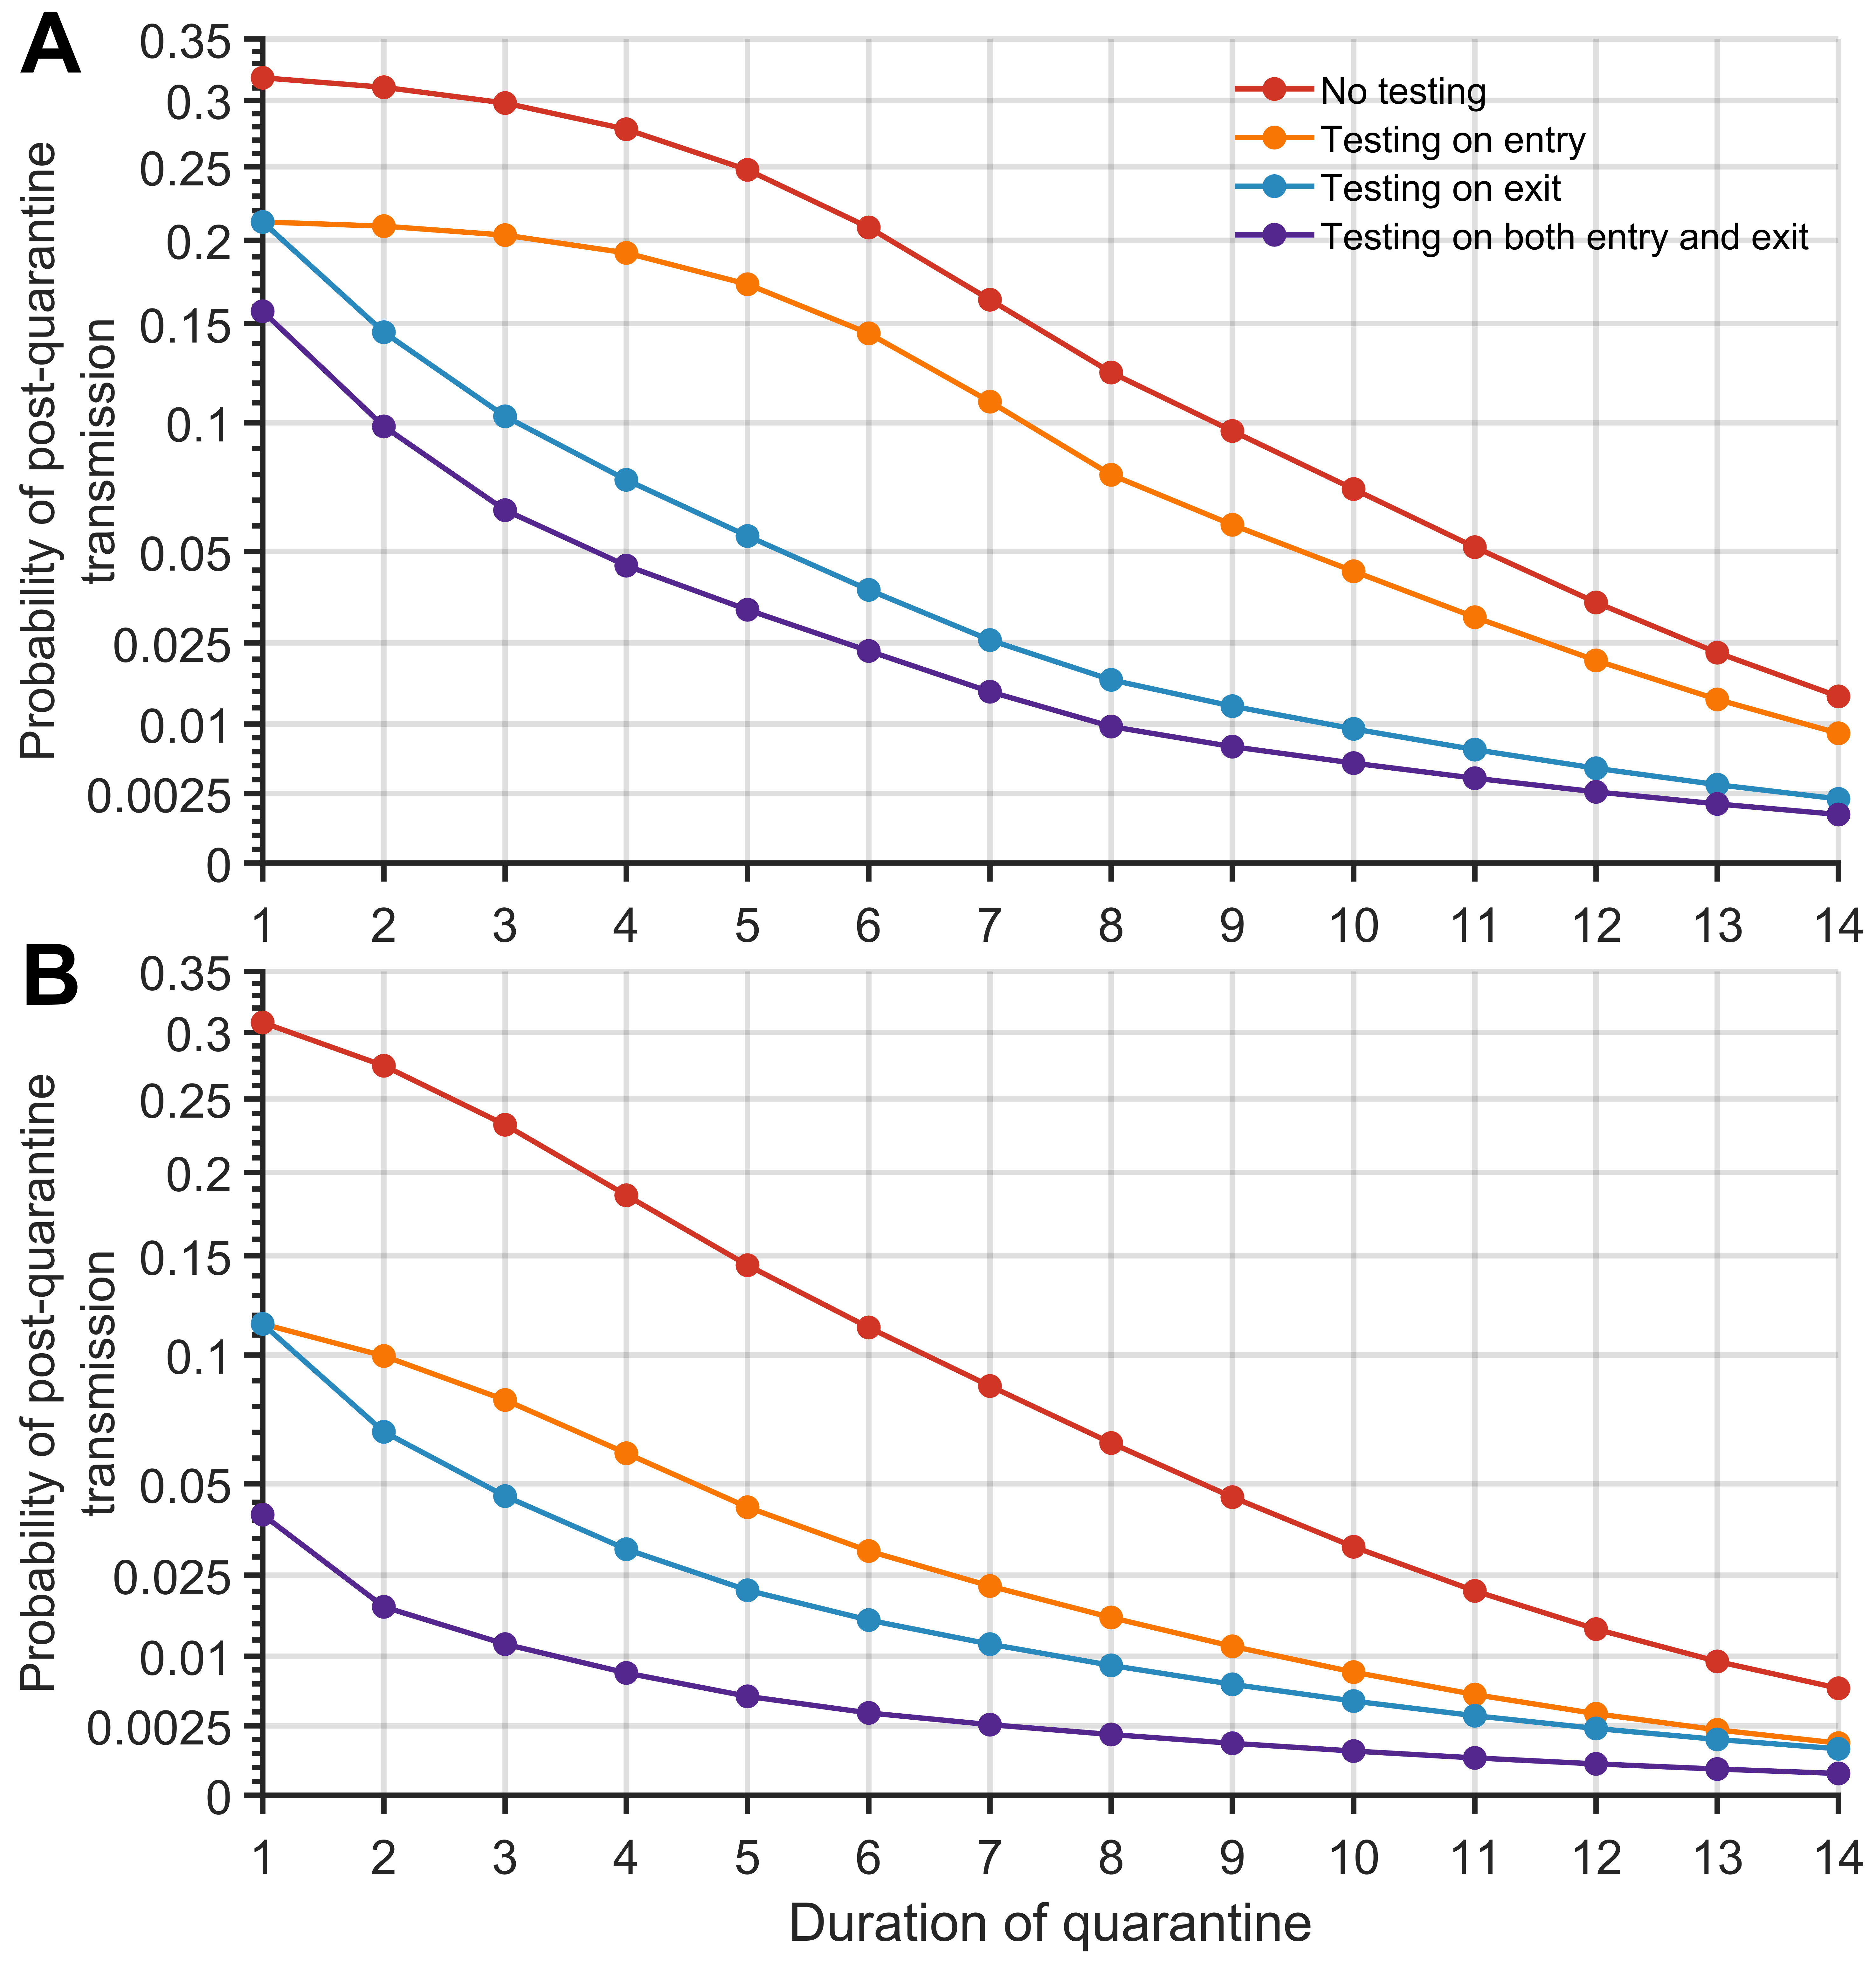 A
Probability of post-quarantine
transmission
0.35
0.3
0.25
0.2
0.15
0.1
0.05
0.025
0.01
0.0025
0
No testing
Testing on entry
Testing on exit
Testing on both entry and exit
1 2 3 4 5 6 7 8 9 10 11 12 13 14
B
Probability of post-quarantine
transmission
0.35
0.3
0.25
0.2
0.15
0.1
0.05
0.025
0.01
0.0025
0
1 2 3 4 5 6 7 8 9 10 11 12 13 14
Duration of quarantine